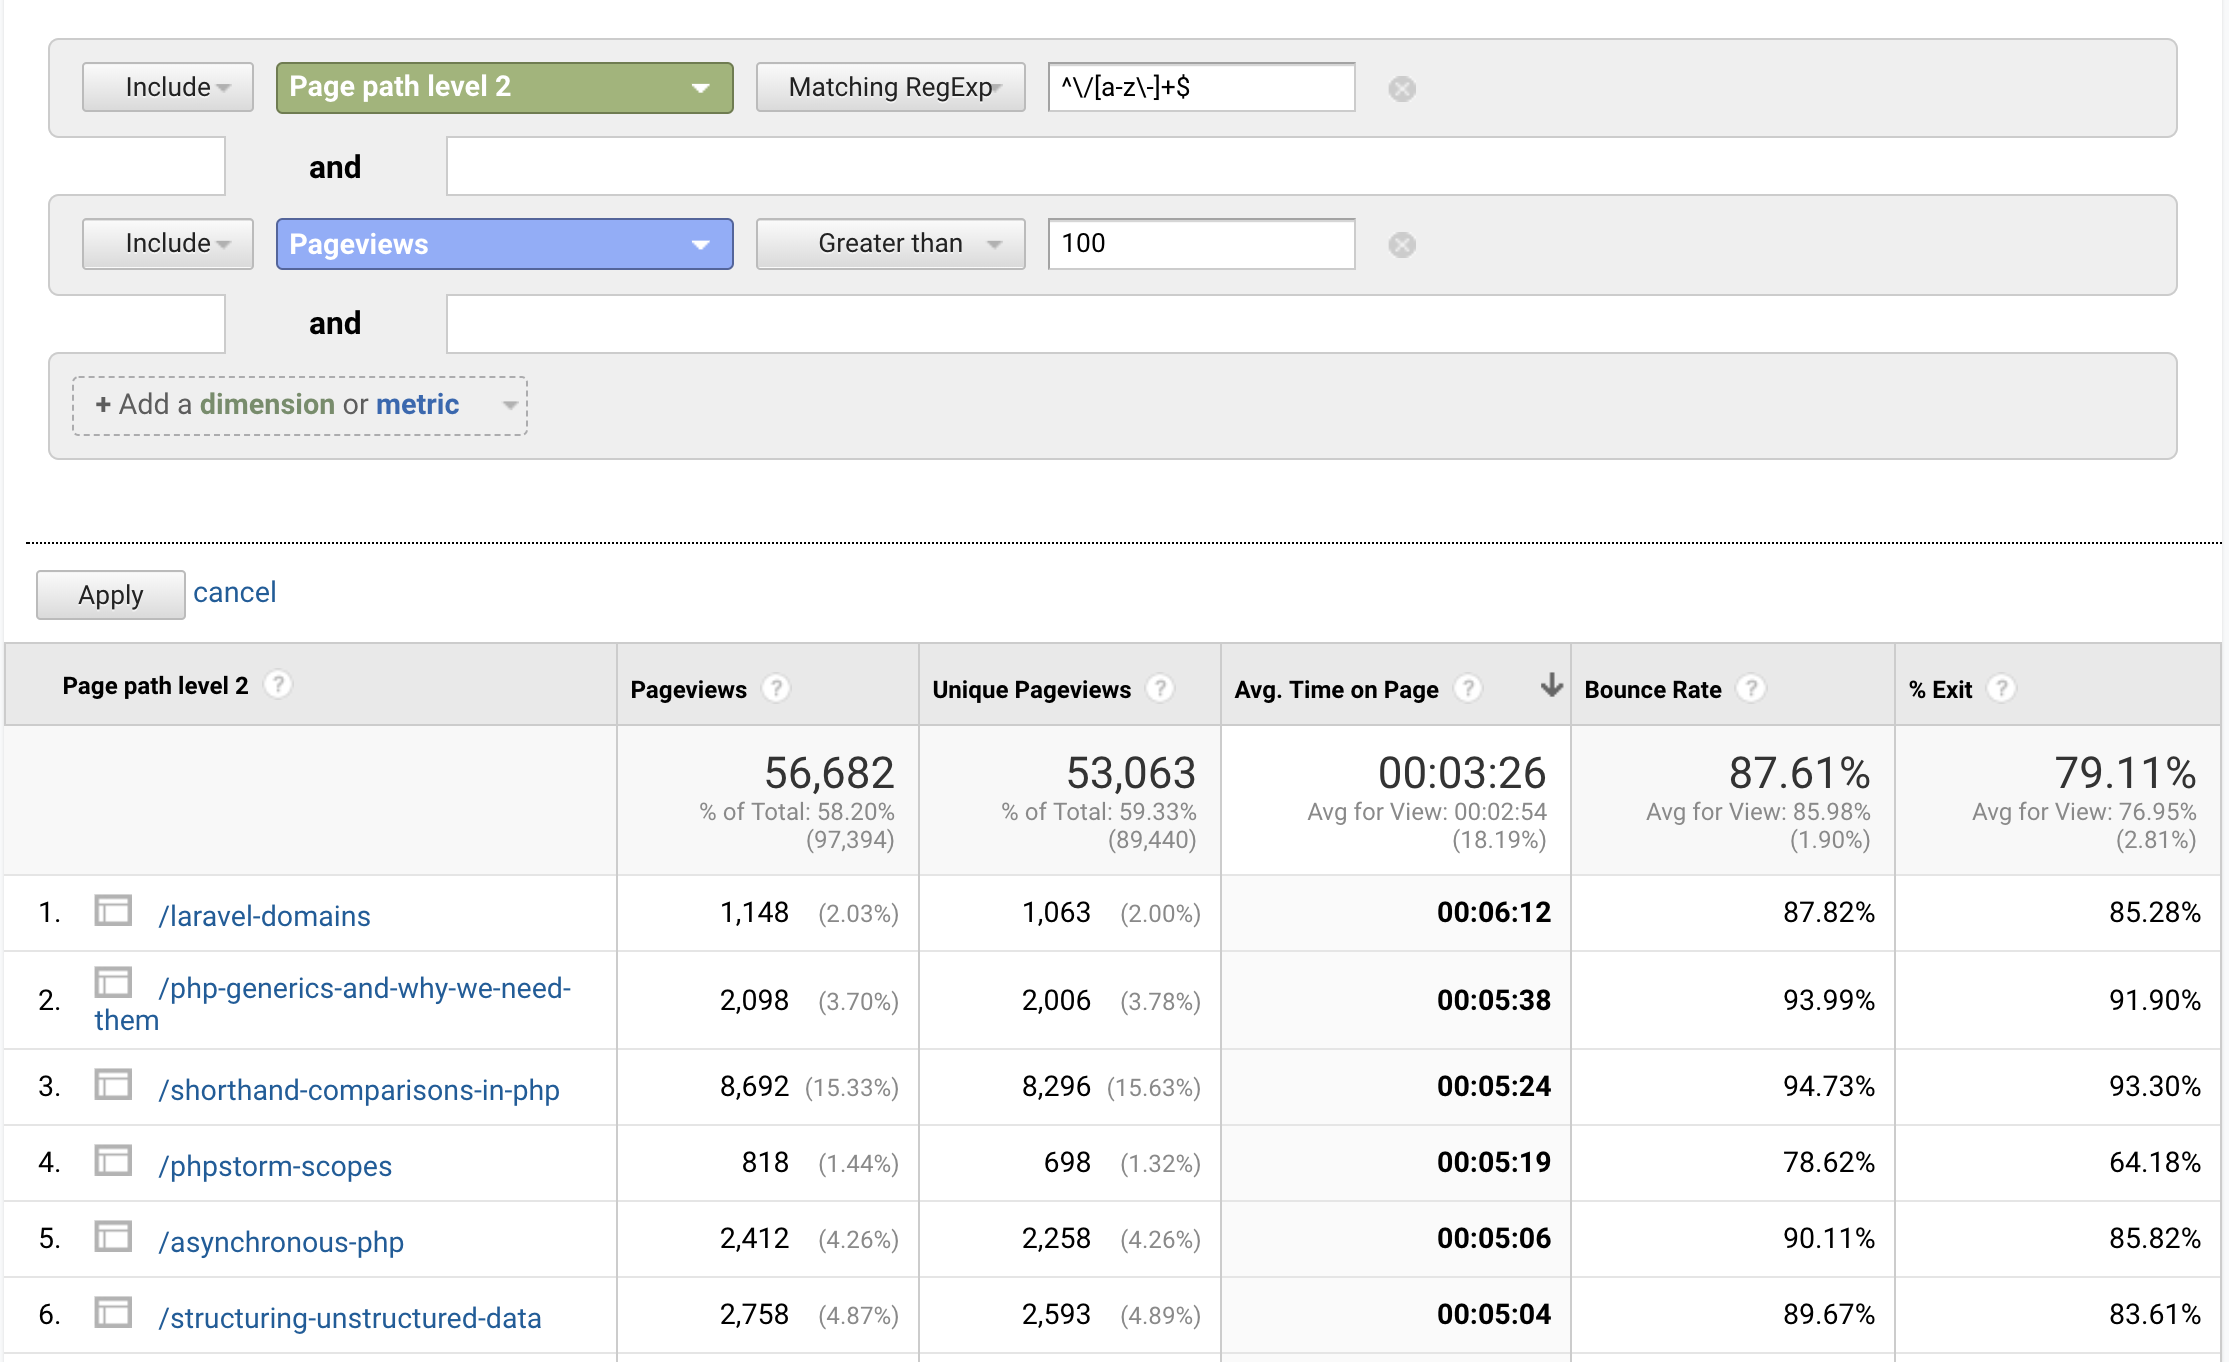 Include Page path level 2 Matching RegExp ^\/[a-z\-]+$
and
Include Pageviews Greater than 100
and
+ Add a dimension or metric
Apply cancel
Page path level 2 ? Pageviews ? Unique Pageviews ? Avg. Time on Page ? Bounce Rate ? % Exit ?
56,682 53,063 00:03:26 87.61% 79.11%
% of Total: 58.20% % of Total: 59.33% Avg for View: 00:02:54 Avg for View: 85.98% Avg for View: 76.95%
(97,394) (89,440) (18.19%) (1.90%) (2.81%)
1. /laravel-domains 1,148 (2.03%) 1,063 (2.00%) 00:06:12 87.82% 85.28%
2. /php-generics-and-why-we-need-
them 2,098 (3.70%) 2,006 (3.78%) 00:05:38 93.99% 91.90%
3. /shorthand-comparisons-in-php 8,692 (15.33%) 8,296 (15.63%) 00:05:24 94.73% 93.30%
4. /phpstorm-scopes 818 (1.44%) 698 (1.32%) 00:05:19 78.62% 64.18%
5. /asynchronous-php 2,412 (4.26%) 2,258 (4.26%) 00:05:06 90.11% 85.82%
6. /structuring-unstructured-data 2,758 (4.87%) 2,593 (4.89%) 00:05:04 89.67% 83.61%